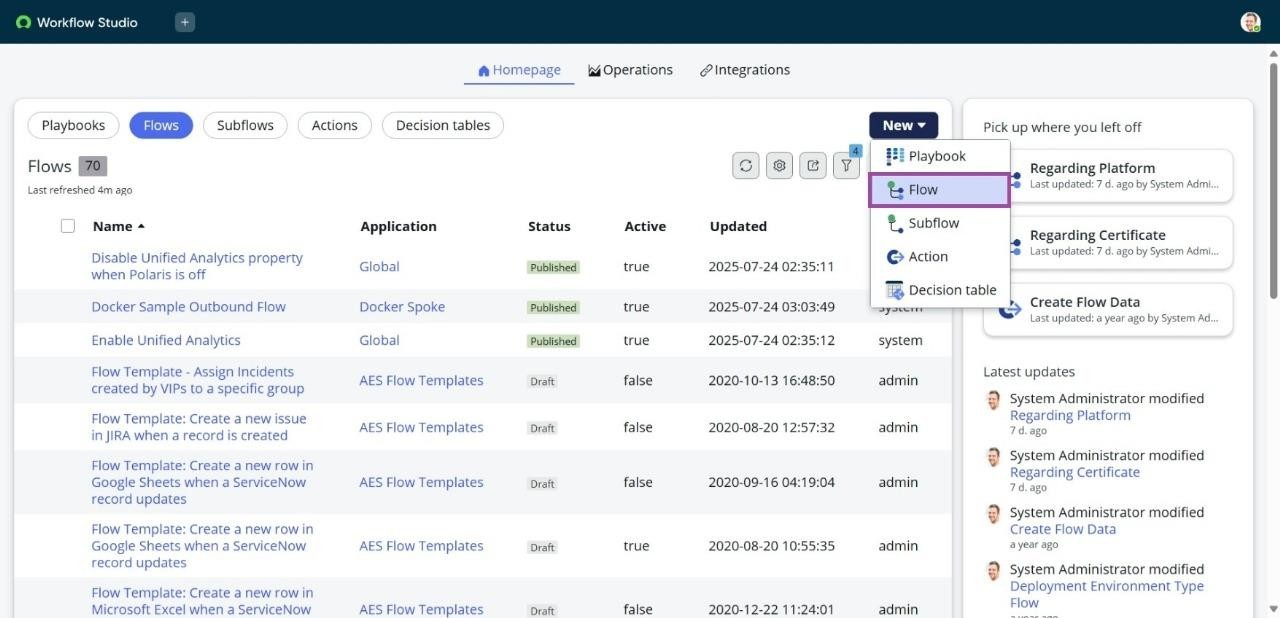 Workflow Studio
+
Homepage
Operations
Integrations
Playbooks
Flows
Subflows
Actions
Decision tables
New
Flows 70
Last refreshed 4m ago
4
Playbook
Flow
Subflow
Action
Decision table
Name
Application
Status
Active
Updated
Disable Unified Analytics property
when Polaris is off
Global
Published
true
2025-07-24 02:35:11
Docker Sample Outbound Flow
Docker Spoke
Published
true
2025-07-24 03:03:49
system
Enable Unified Analytics
Global
Published
true
2025-07-24 02:35:12
system
Flow Template - Assign Incidents
created by VIPs to a specific group
AES Flow Templates
Draft
false
2020-10-13 16:48:50
admin
Flow Template: Create a new issue
in JIRA when a record is created
AES Flow Templates
Draft
false
2020-08-20 12:57:32
admin
Flow Template: Create a new row in
Google Sheets when a ServiceNow
record updates
AES Flow Templates
Draft
false
2020-09-16 04:19:04
admin
Flow Template: Create a new row in
Google Sheets when a ServiceNow
record updates
AES Flow Templates
Draft
true
2020-08-20 10:55:35
admin
Flow Template: Create a new row in
Microsoft Excel when a ServiceNow
AES Flow Templates
Draft
false
2020-12-22 11:24:01
admin
Pick up where you left off
Regarding Platform
Last updated: 7 d. ago by System Admi...
Regarding Certificate
Last updated: 7 d. ago by System Admi...
Create Flow Data
Last updated: a year ago by System Ad...
Latest updates
System Administrator modified
Regarding Platform
7 d. ago
System Administrator modified
Regarding Certificate
7 d. ago
System Administrator modified
Create Flow Data
a year ago
System Administrator modified
Deployment Environment Type
Flow
a year ago